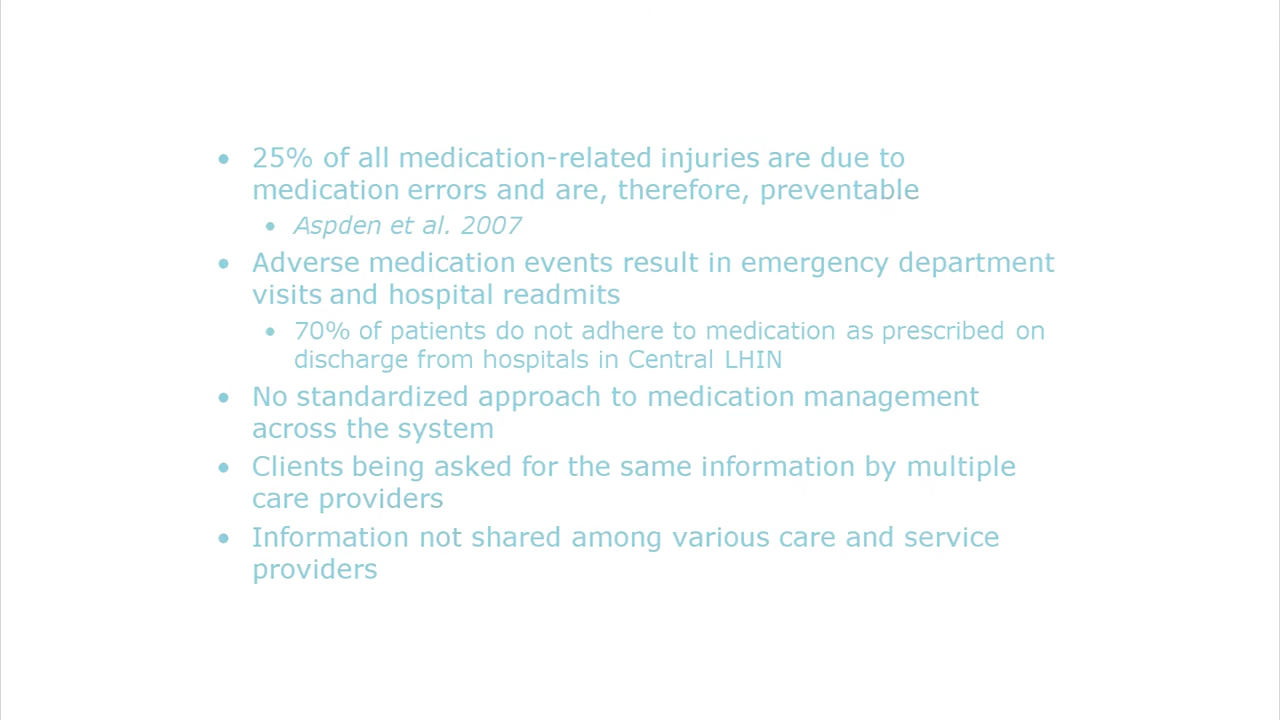 • 25% of all medication-related injuries are due to
medication errors and are, therefore, preventable
• Aspden et al. 2007
• Adverse medication events result in emergency department
visits and hospital readmits
• 70% of patients do not adhere to medication as prescribed on
discharge from hospitals in Central LHIN
• No standardized approach to medication management
across the system
• Clients being asked for the same information by multiple
care providers
• Information not shared among various care and service
providers